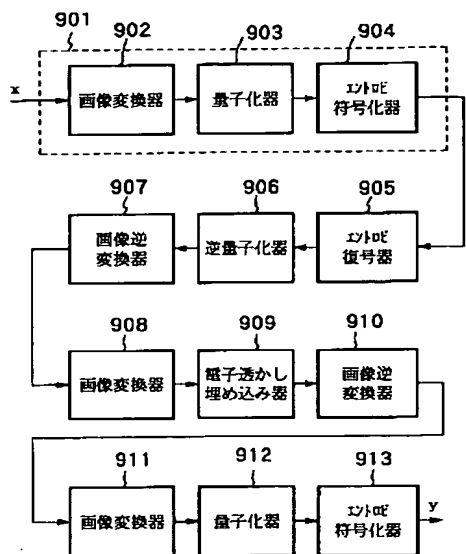 901
902
903
904
x
画像変換器
量子化器
エントロピ
符号化器
907
906
905
画像逆
変換器
逆量子化器
エントロピ
復号器
908
909
910
画像変換器
電子透かし
埋め込み器
画像逆
変換器
911
912
913
画像変換器
量子化器
エントロピ
符号化器
y